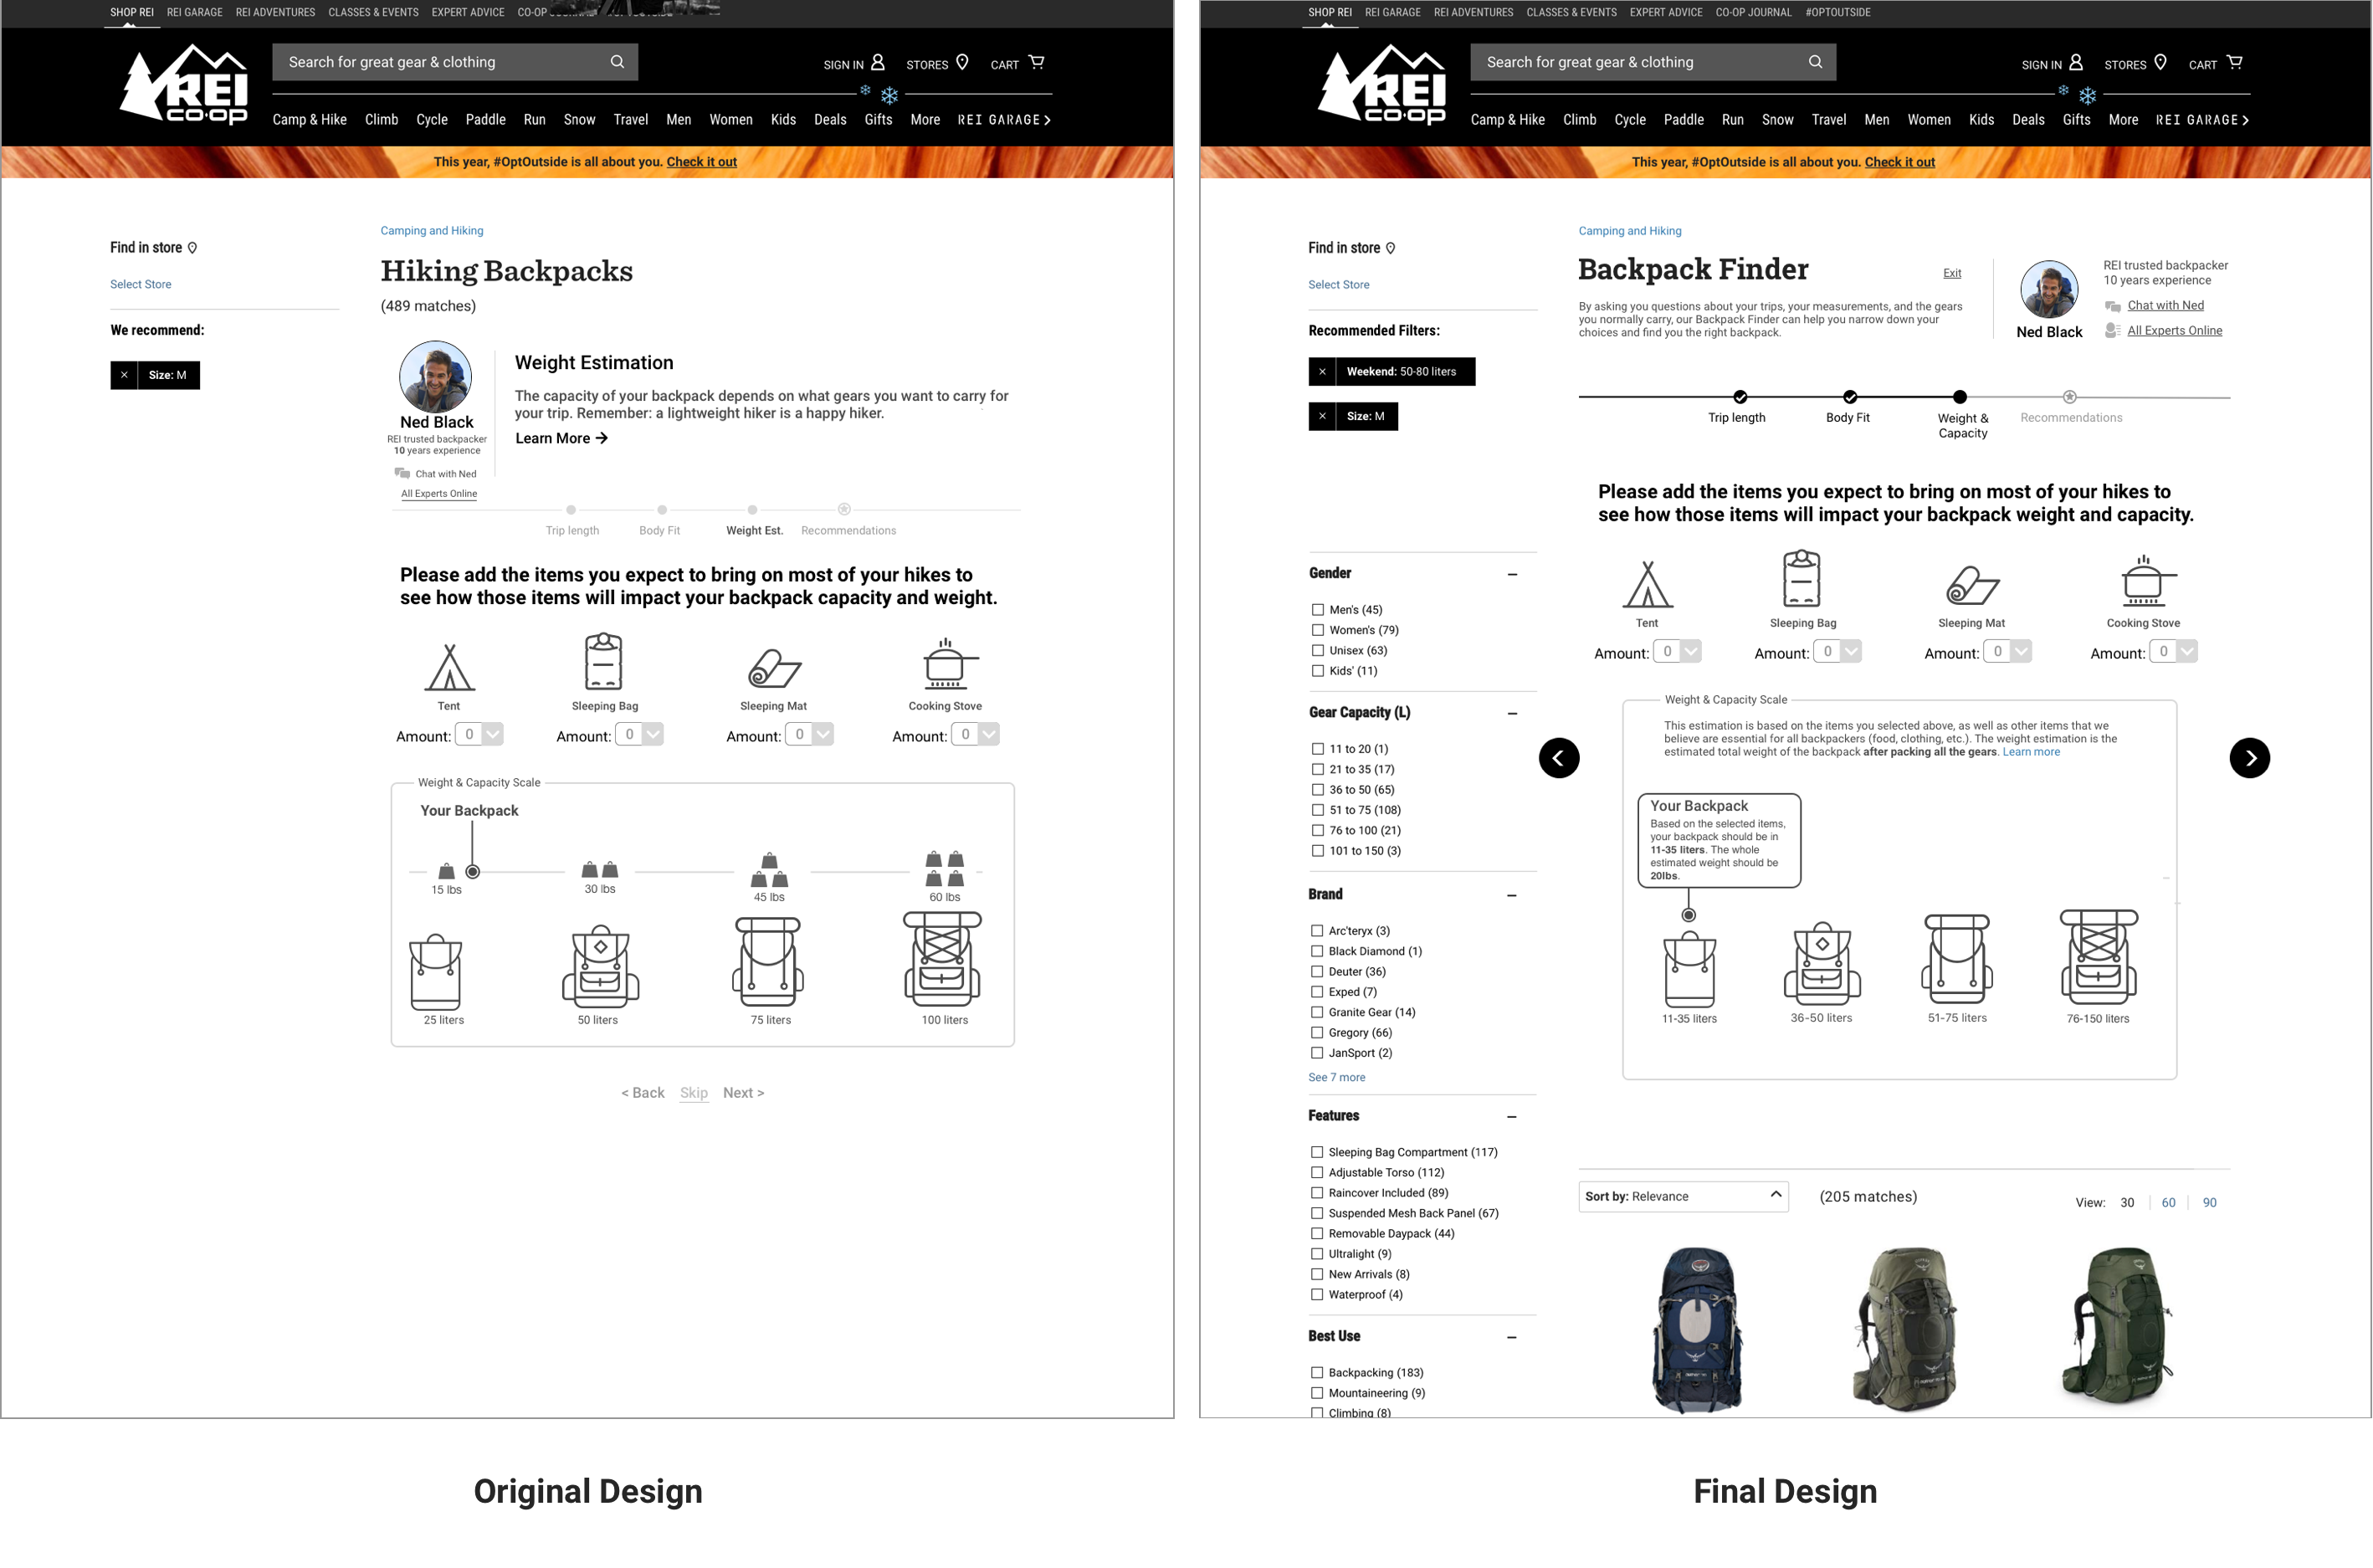 SHOP REI REI GARAGE REI ADVENTURES CLASSES & EVENTS EXPERT ADVICE CO-OP
REI
CO·OP
Search for great gear & clothing
SIGN IN STORES CART
Camp & Hike Climb Cycle Paddle Run Snow Travel Men Women Kids Deals Gifts More REI GARAGE >
This year, #OptOutside is all about you. Check it out
Find in store
Select Store
We recommend:
× Size: M
Camping and Hiking
Hiking Backpacks
(489 matches)
Ned Black
REI trusted backpacker
10 years experience
Chat with Ned
All Experts Online
Weight Estimation
The capacity of your backpack depends on what gears you want to carry for
your trip. Remember: a lightweight hiker is a happy hiker.
Learn More →
Trip length Body Fit Weight Est. Recommendations
Please add the items you expect to bring on most of your hikes to
see how those items will impact your backpack capacity and weight.
Tent Sleeping Bag Sleeping Mat Cooking Stove
Amount: 0 Amount: 0 Amount: 0 Amount: 0
Weight & Capacity Scale
Your Backpack
15 lbs 30 lbs 45 lbs 60 lbs
25 liters 50 liters 75 liters 100 liters
< Back Skip Next >
Original Design
SHOP REI REI GARAGE REI ADVENTURES CLASSES & EVENTS EXPERT ADVICE CO-OP JOURNAL #OPTOUTSIDE
REI
CO·OP
Search for great gear & clothing
SIGN IN STORES CART
Camp & Hike Climb Cycle Paddle Run Snow Travel Men Women Kids Deals Gifts More REI GARAGE >
This year, #OptOutside is all about you. Check it out
Find in store
Select Store
Recommended Filters:
× Weekend: 50-80 liters
× Size: M
Gender –
Men's (45)
Women's (79)
Unisex (63)
Kids' (11)
Gear Capacity (L) –
11 to 20 (1)
21 to 35 (17)
36 to 50 (65)
51 to 75 (108)
76 to 100 (21)
101 to 150 (3)
Brand –
Arc'teryx (3)
Black Diamond (1)
Deuter (36)
Exped (7)
Granite Gear (14)
Gregory (66)
JanSport (2)
See 7 more
Features –
Sleeping Bag Compartment (117)
Adjustable Torso (112)
Raincover Included (89)
Suspended Mesh Back Panel (67)
Removable Daypack (44)
Ultralight (9)
New Arrivals (8)
Waterproof (4)
Best Use –
Backpacking (183)
Mountaineering (9)
Climbing (8)
Camping and Hiking
Backpack Finder
Exit
By asking you questions about your trips, your measurements, and the gears
you normally carry, our Backpack Finder can help you narrow down your
choices and find you the right backpack.
Ned Black
REI trusted backpacker
10 years experience
Chat with Ned
All Experts Online
Trip length Body Fit Weight & Recommendations
Capacity
Please add the items you expect to bring on most of your hikes to
see how those items will impact your backpack weight and capacity.
Tent Sleeping Bag Sleeping Mat Cooking Stove
Amount: 0 Amount: 0 Amount: 0 Amount: 0
Weight & Capacity Scale
This estimation is based on the items you selected above, as well as other items that we
believe are essential for all backpackers (food, clothing, etc.). The weight estimation is the
estimated total weight of the backpack after packing all the gears. Learn more
Your Backpack
Based on the selected items,
your backpack should be in
11-35 liters. The whole
estimated weight should be
20lbs.
11-35 liters 36-50 liters 51-75 liters 76-150 liters
Sort by: Relevance (205 matches) View: 30 | 60 | 90
Final Design